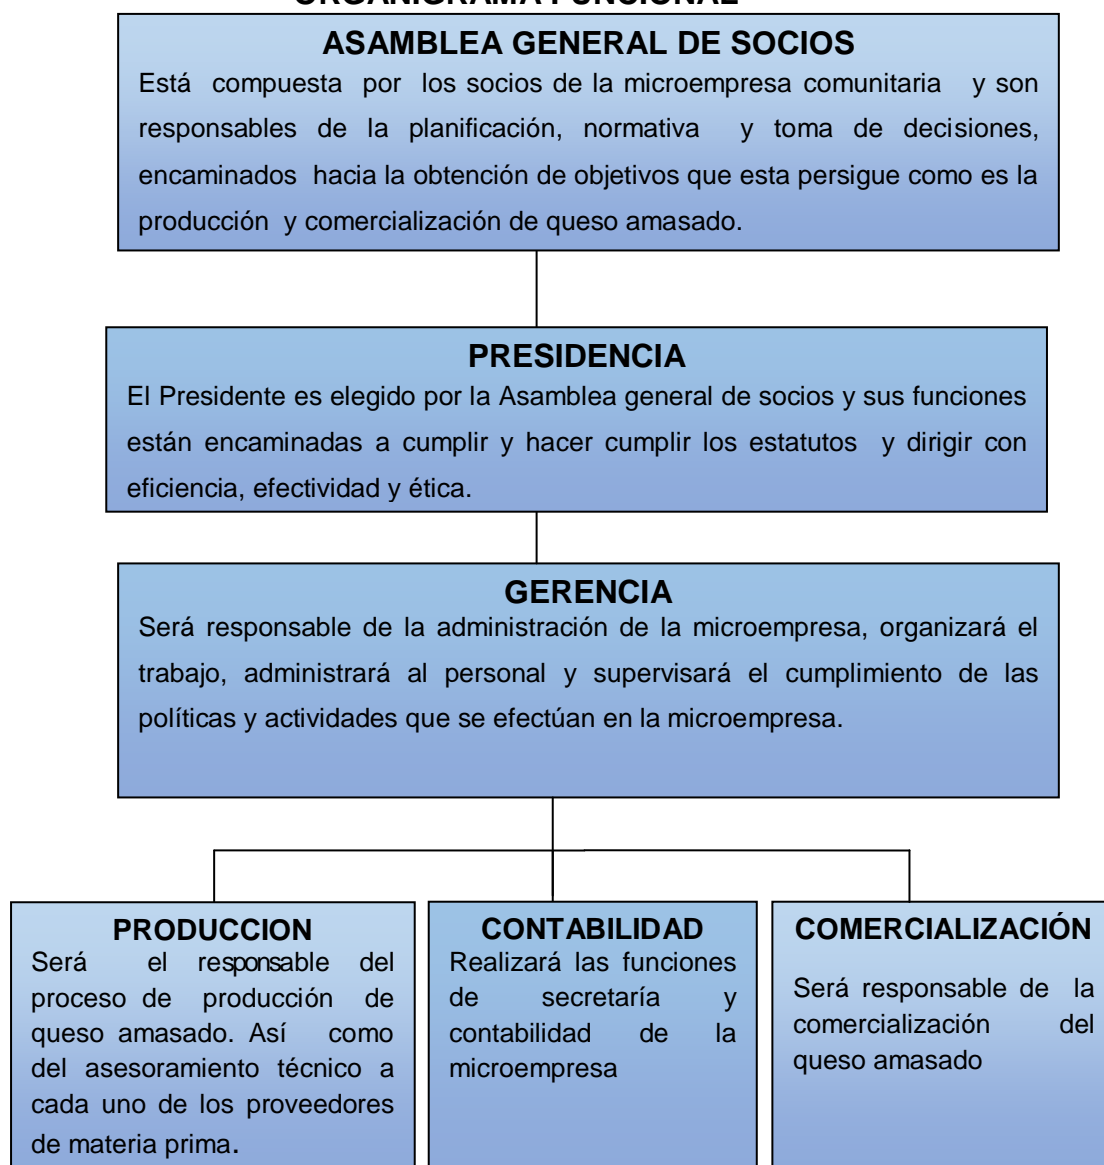 ORGANIGRAMA FUNCIONAL
ASAMBLEA GENERAL DE SOCIOS
Está compuesta por los socios de la microempresa comunitaria y son
responsables de la planificación, normativa y toma de decisiones,
encaminados hacia la obtención de objetivos que esta persigue como es la
producción y comercialización de queso amasado.
PRESIDENCIA
El Presidente es elegido por la Asamblea general de socios y sus funciones
están encaminadas a cumplir y hacer cumplir los estatutos y dirigir con
eficiencia, efectividad y ética.
GERENCIA
Será responsable de la administración de la microempresa, organizará el
trabajo, administrará al personal y supervisará el cumplimiento de las
políticas y actividades que se efectúan en la microempresa.
PRODUCCION
Será el responsable del
proceso de producción de
queso amasado. Así como
del asesoramiento técnico a
cada uno de los proveedores
de materia prima.
CONTABILIDAD
Realizará las funciones
de secretaría y
contabilidad de la
microempresa
COMERCIALIZACIÓN
Será responsable de la
comercialización del
queso amasado